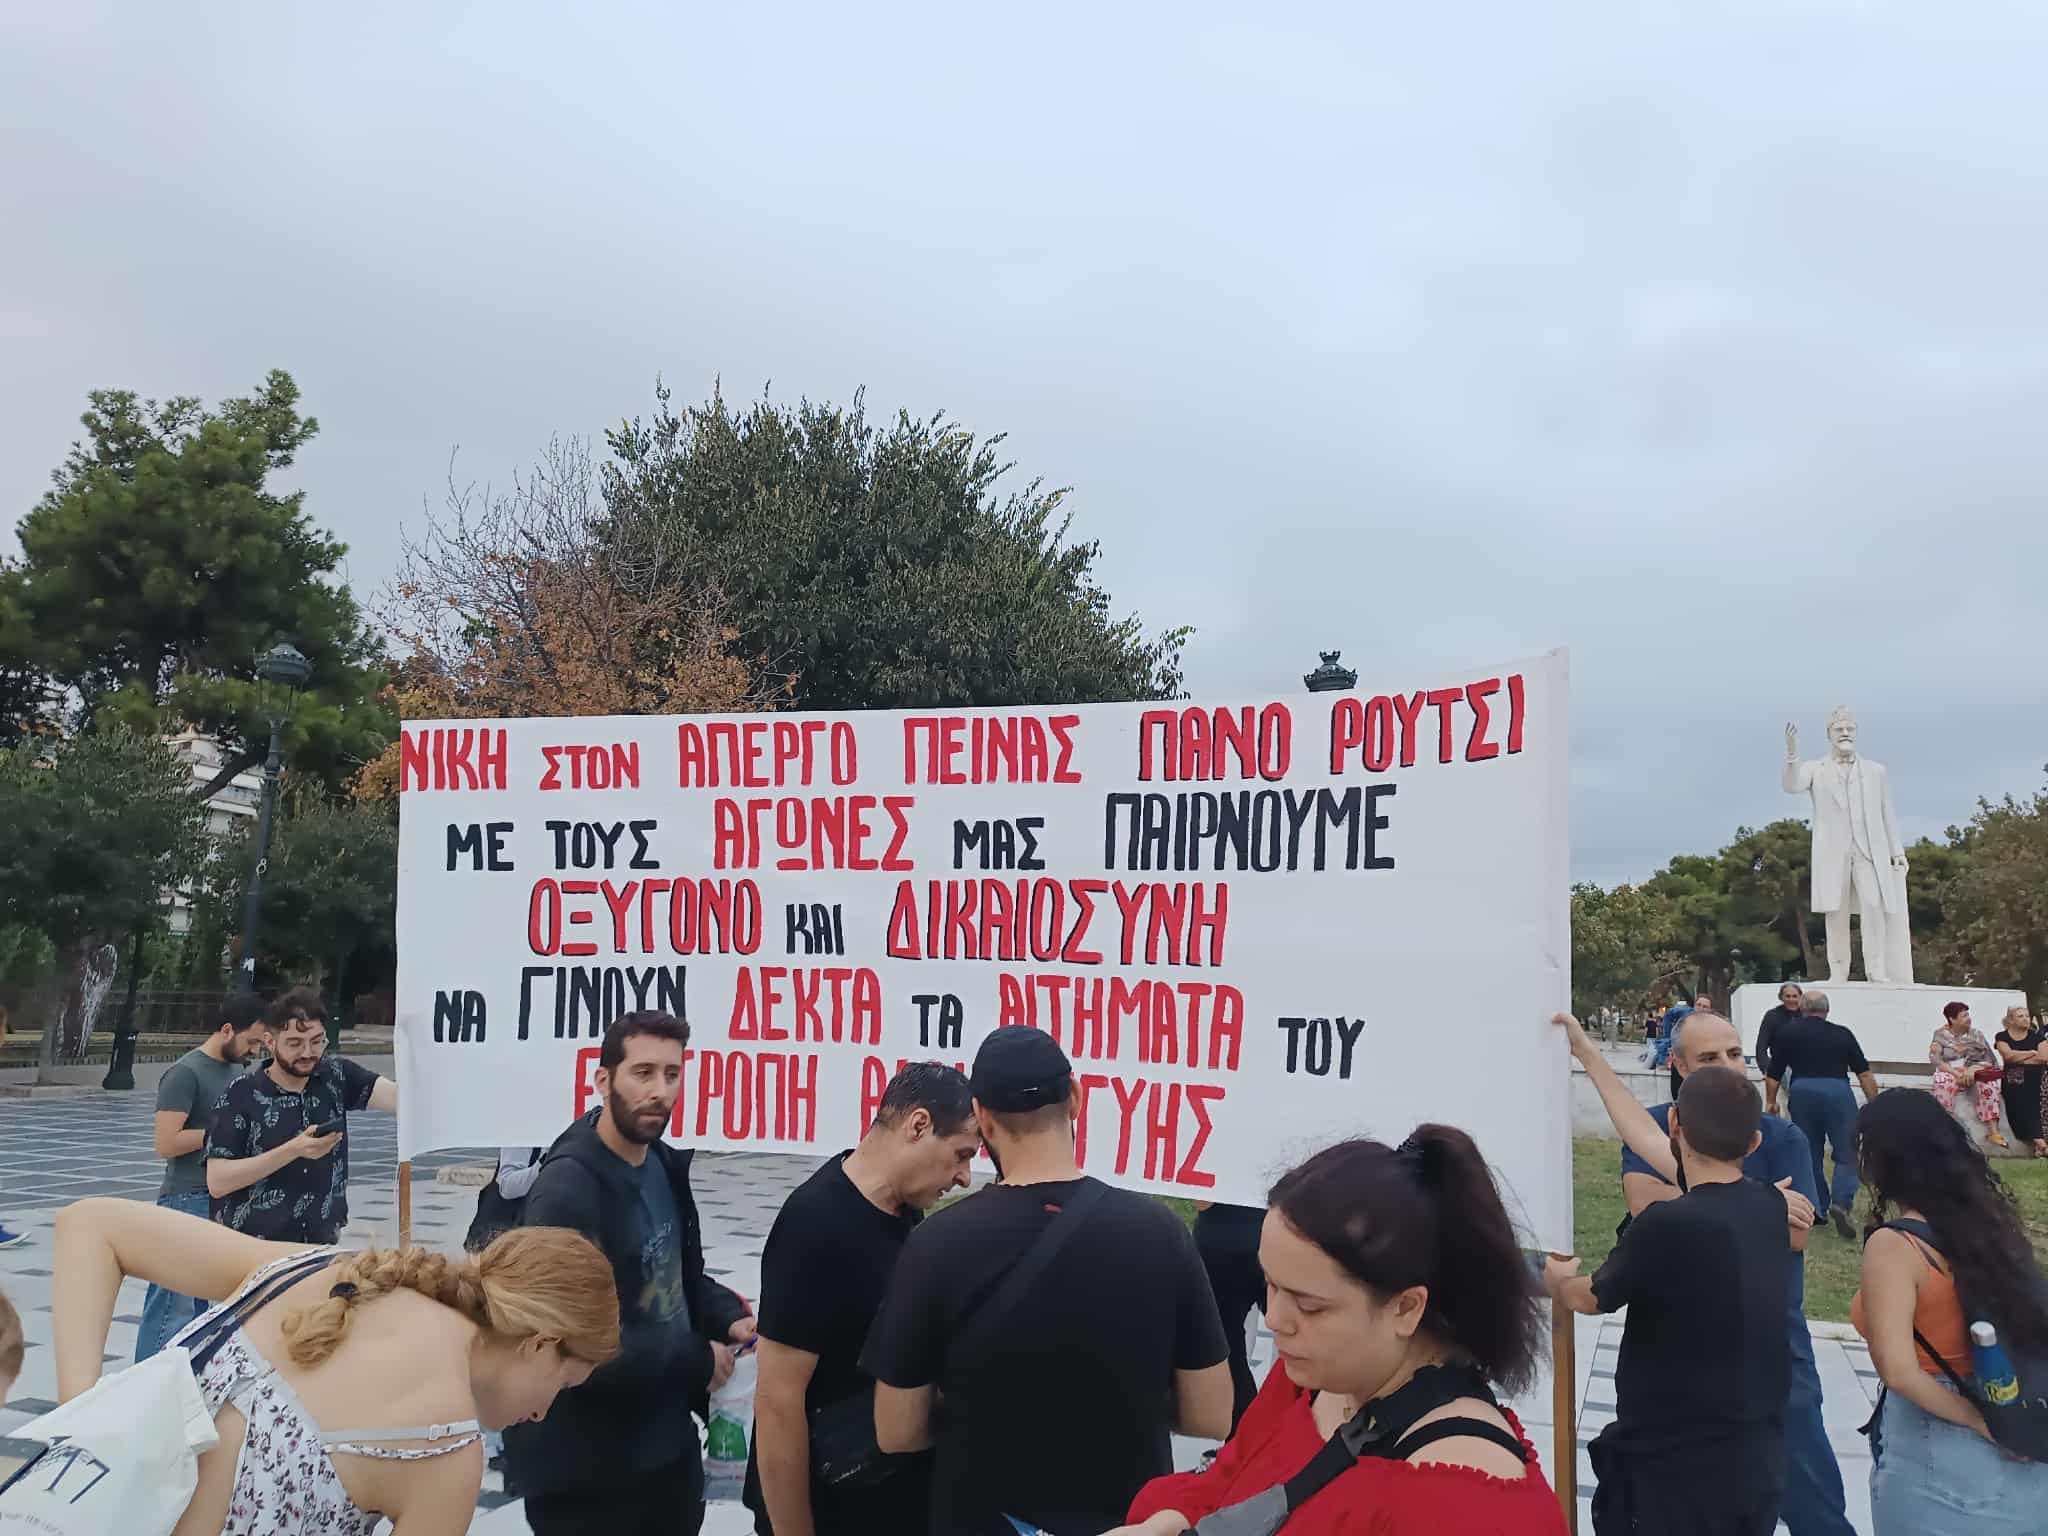 ΝΙΚΗ ΣΤΟΝ ΑΠΕΡΓΟ ΠΕΙΝΑΣ ΠΑΝΟ ΡΟΥΤΣΙ
ΜΕ ΤΟΥΣ ΑΓΩΝΕΣ ΜΑΣ ΠΑΙΡΝΟΥΜΕ
ΟΞΥΓΟΝΟ ΚΑΙ ΔΙΚΑΙΟΣΥΝΗ
ΝΑ ΓΙΝΟΥΝ ΔΕΚΤΑ ΤΑ ΑΙΤΗΜΑΤΑ ΤΟΥ